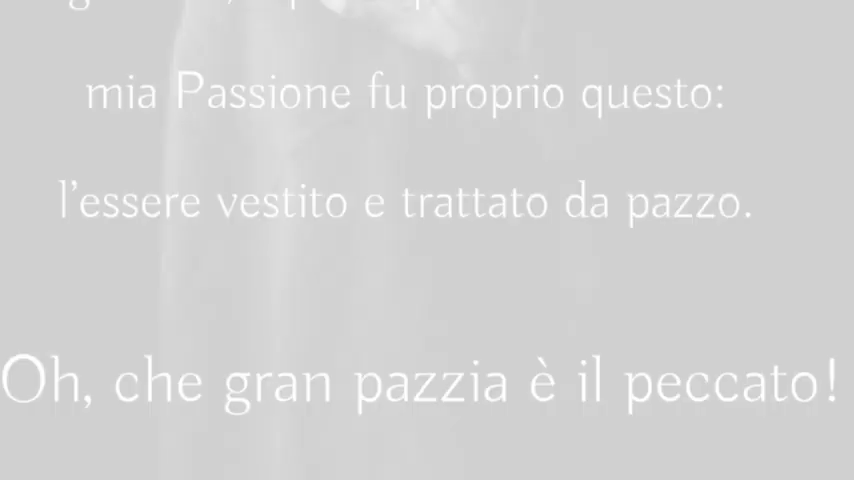 mia Passione fu proprio questo:
l'essere vestito e trattato da pazzo.
Oh, che gran pazzia è il peccato!